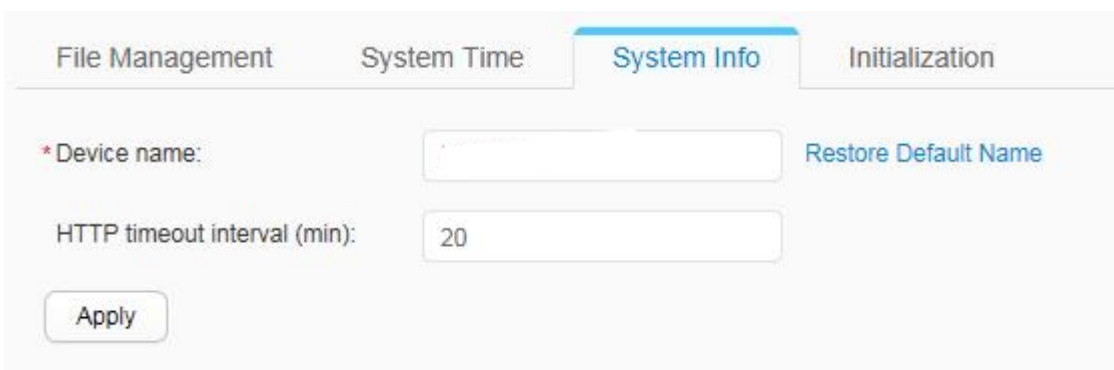 File Management System Time System Info Initialization
* Device name: Restore Default Name
HTTP timeout interval (min): 20
Apply